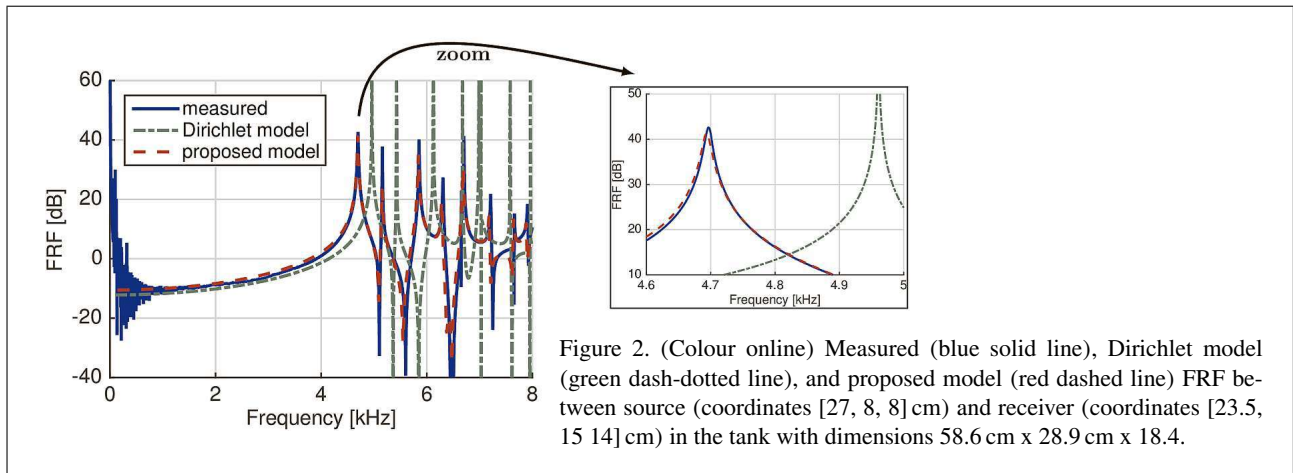 zoom
60
40
20
0
-20
-40
FRF [dB]
measured
Dirichlet model
proposed model
0
2
4
6
8
Frequency [kHz]
50
40
30
20
10
FRF [dB]
4.6
4.7
4.8
4.9
5
Frequency [kHz]
Figure 2. (Colour online) Measured (blue solid line), Dirichlet model
(green dash-dotted line), and proposed model (red dashed line) FRF be-
tween source (coordinates [27, 8, 8] cm) and receiver (coordinates [23.5,
15 14] cm) in the tank with dimensions 58.6 cm x 28.9 cm x 18.4.